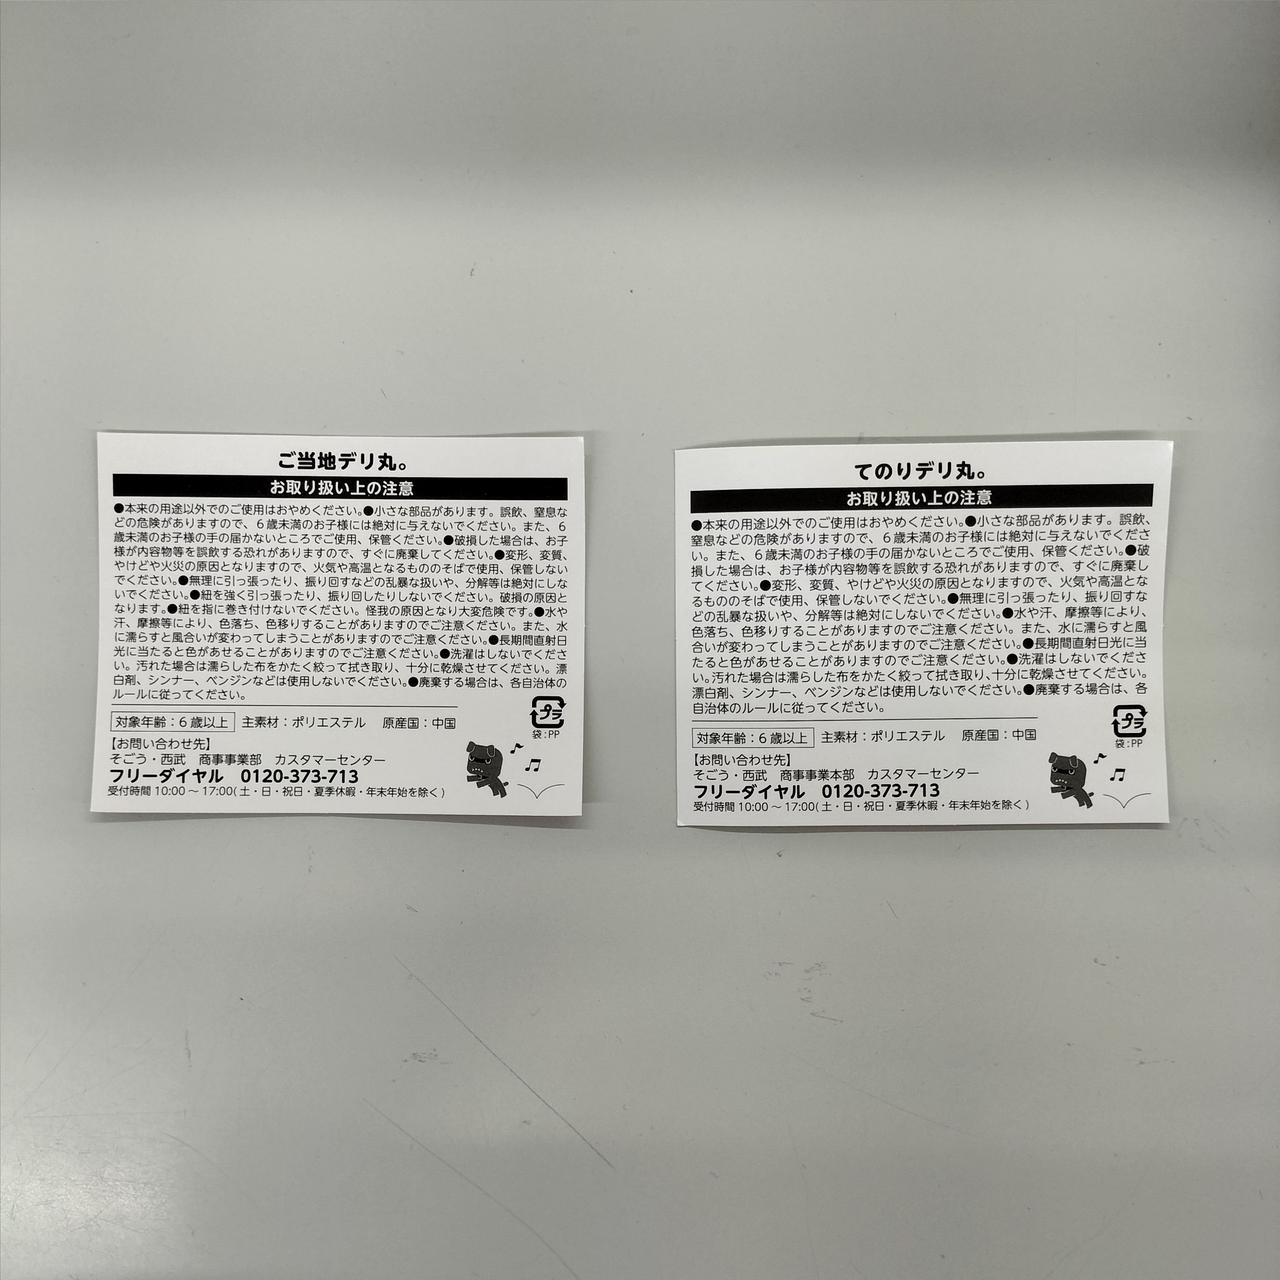 ご当地デリ丸。
お取り扱い上の注意
●本来の用途以外でのご使用はおやめください。●小さな部品があります。誤飲、窒息な
どの危険がありますので、６歳未満のお子様には絶対に与えないでください。また、６
歳未満のお子様の手の届かないところでご使用、保管ください。●破損した場合は、お子
様が内容物等を誤飲する恐れがありますので、すぐに廃棄してください。●変形、変質、
やけどや火災の原因となりますので、火気や高温となるもののそばで使用、保管しない
でください。●無理に引っ張ったり、振り回すなどの乱暴な扱いや、分解等は絶対にしな
いでください。●紐を強く引っ張ったり、振り回したりしないでください。破損の原因と
なります。●紐を指に巻き付けないでください。怪我の原因となり大変危険です。●水や
汗、摩擦等により、色落ち、色移りすることがありますのでご注意ください。また、水
に濡らすと風合いが変わってしまうことがありますのでご注意ください。●長期間直射日
光に当たると色があせることがありますのでご注意ください。●洗濯はしないでくださ
い。汚れた場合は濡らした布をかたく絞って拭き取り、十分に乾燥させてください。漂
白剤、シンナー、ベンジンなどは使用しないでください。●廃棄する場合は、各自治体の
ルールに従ってください。
対象年齢：６歳以上　主素材：ポリエステル　原産国：中国
プラ
袋：PP
【お問い合わせ先】
そごう・西武　商事事業部　カスタマーセンター
フリーダイヤル　0120-373-713
受付時間 10:00 〜 17:00( 土・日・祝日・夏季休暇・年末年始を除く )
てのりデリ丸。
お取り扱い上の注意
●本来の用途以外でのご使用はおやめください。●小さな部品があります。誤飲、
窒息などの危険がありますので、６歳未満のお子様には絶対に与えないでくださ
い。また、６歳未満のお子様の手の届かないところでご使用、保管ください。●破
損した場合は、お子様が内容物等を誤飲する恐れがありますので、すぐに廃棄し
てください。●変形、変質、やけどや火災の原因となりますので、火気や高温とな
るもののそばで使用、保管しないでください。●無理に引っ張ったり、振り回すな
どの乱暴な扱いや、分解等は絶対にしないでください。●水や汗、摩擦等により、
色落ち、色移りすることがありますのでご注意ください。また、水に濡らすと風
合いが変わってしまうことがありますのでご注意ください。●長期間直射日光に当
たると色があせることがありますのでご注意ください。●洗濯はしないでくださ
い。汚れた場合は濡らした布をかたく絞って拭き取り、十分に乾燥させてください。
漂白剤、シンナー、ベンジンなどは使用しないでください。●廃棄する場合は、各
自治体のルールに従ってください。
対象年齢：６歳以上　主素材：ポリエステル　原産国：中国
プラ
袋：PP
【お問い合わせ先】
そごう・西武　商事事業本部　カスタマーセンター
フリーダイヤル　0120-373-713
受付時間 10:00 〜 17:00( 土・日・祝日・夏季休暇・年末年始を除く )